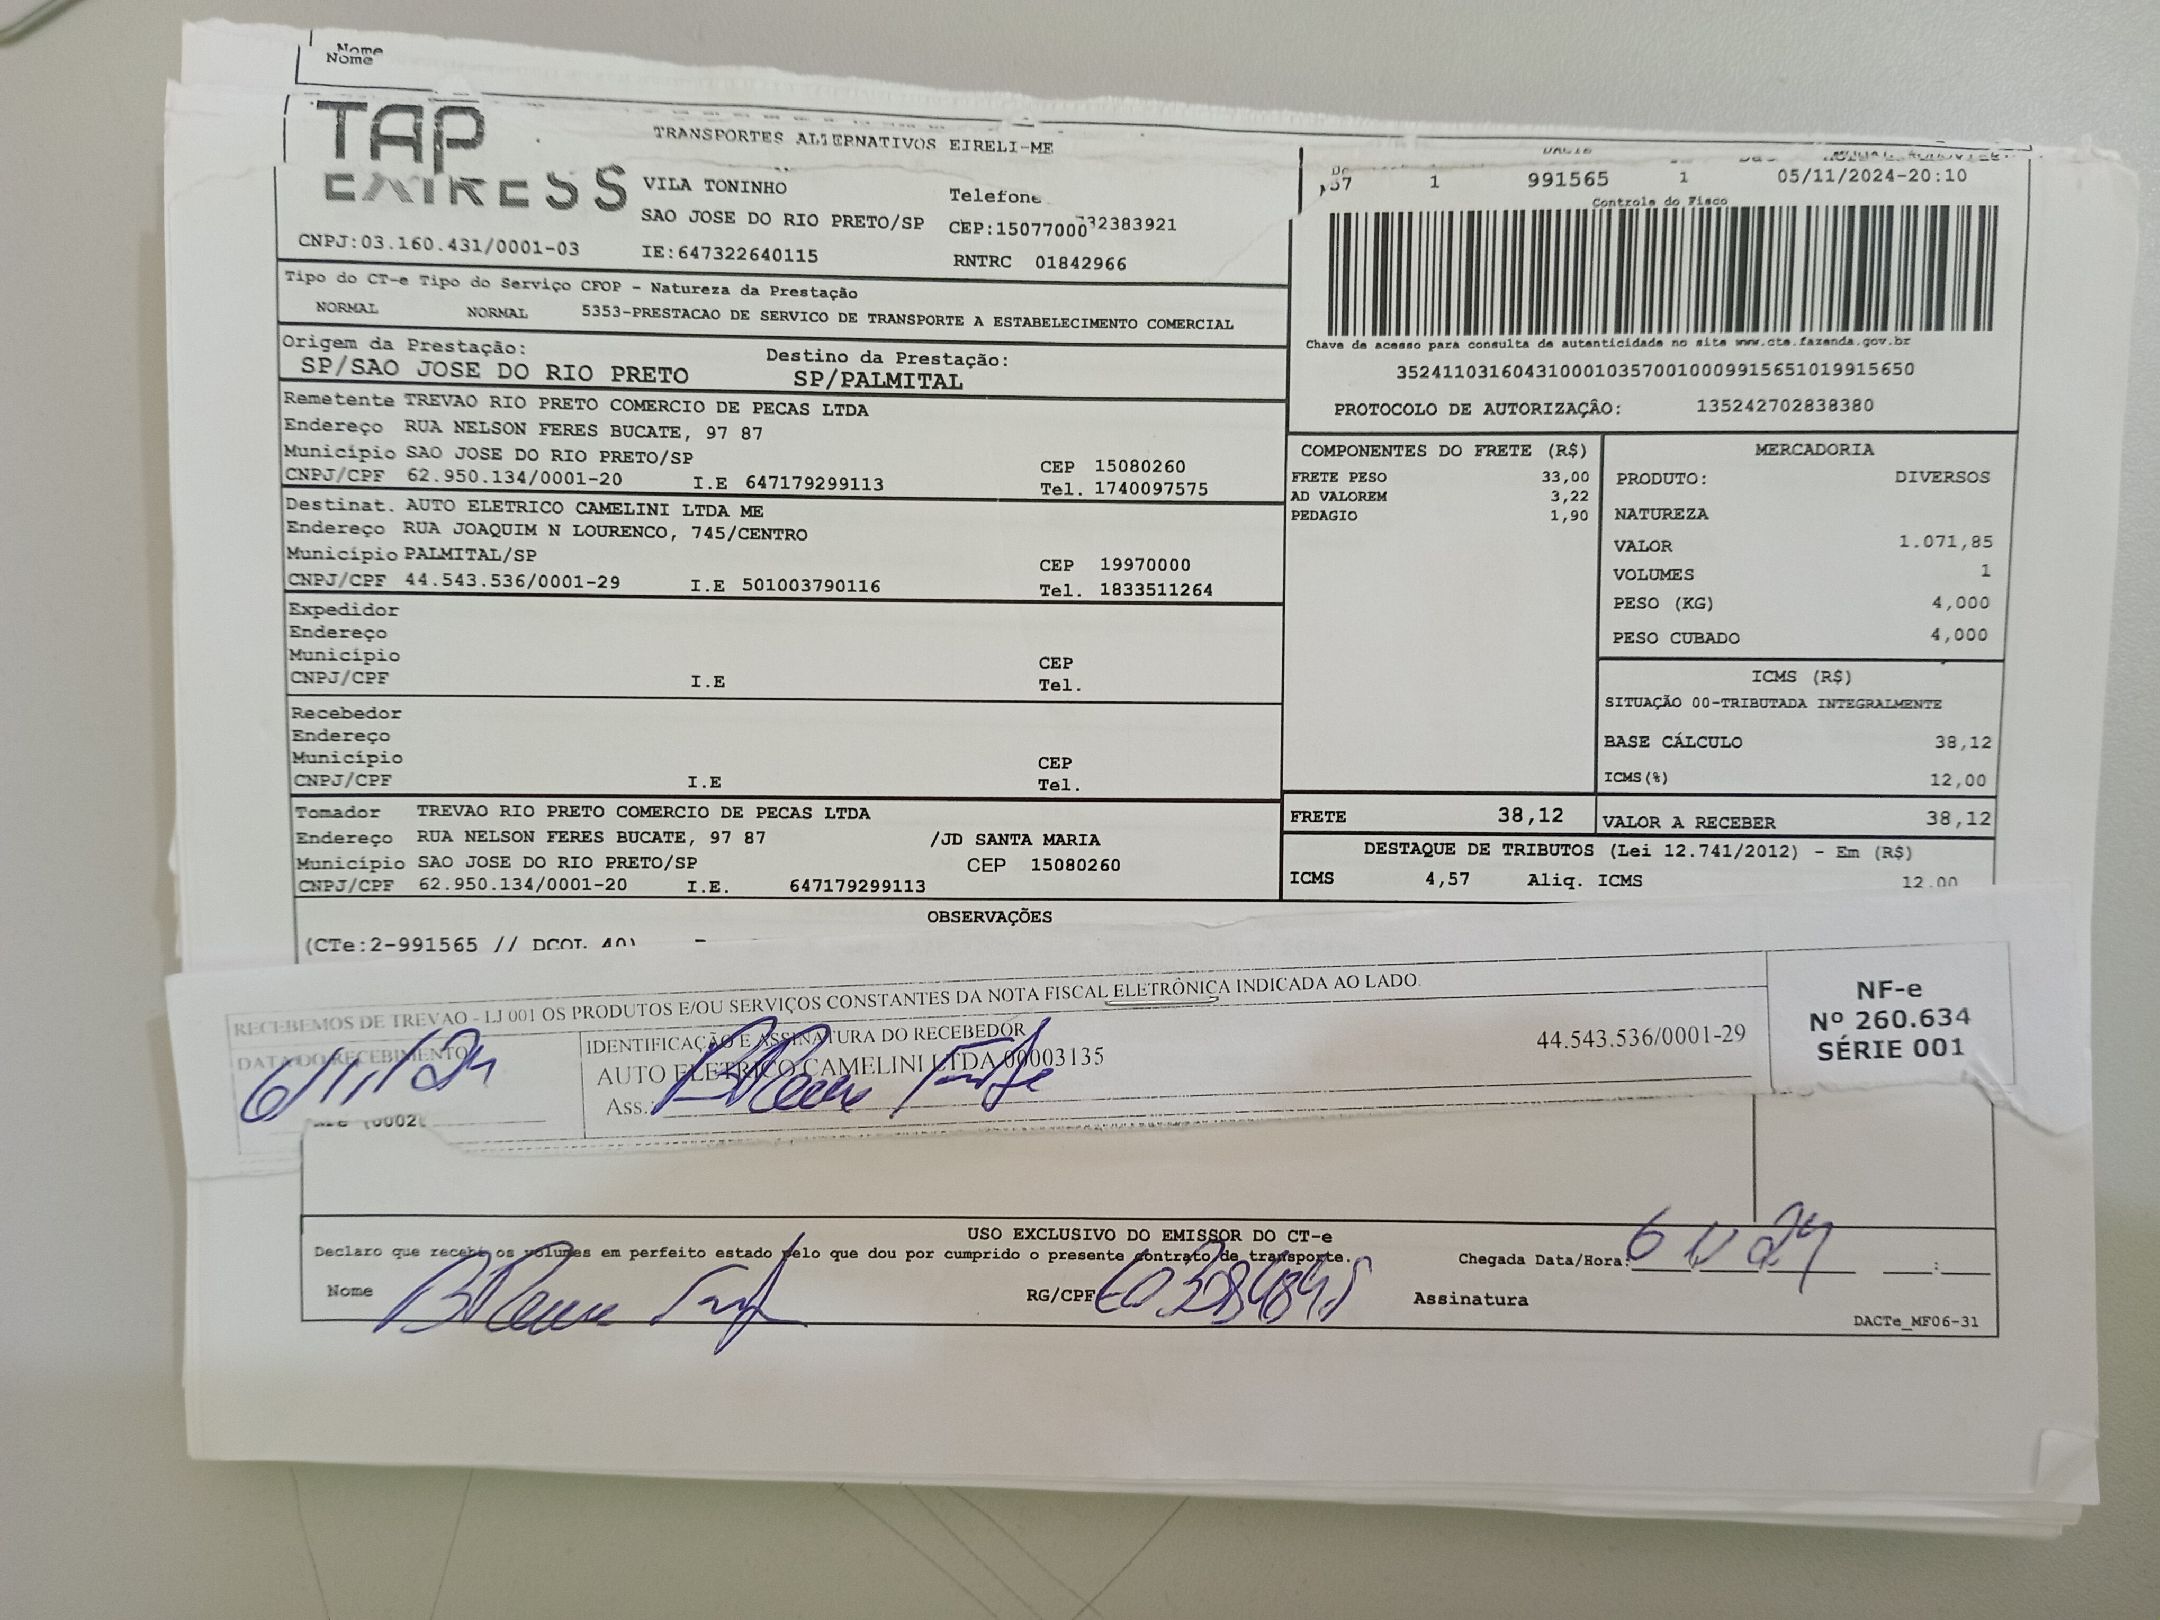 Nome
Nome
TAP
EXPRESS
TRANSPORTES ALTERNATIVOS EIRELI-ME
VILA TONINHO
Telefone
32383921
SAO JOSE DO RIO PRETO/SP CEP:15077000
CNPJ:03.160.431/0001-03 IE:647322640115 RNTRC 01842966
57 1 991565 1 05/11/2024-20:10
Controle do Fisco
Chave de acesso para consulta de autenticidade no site www.cte.fazenda.gov.br
35241103160431000103570010009915651019915650
PROTOCOLO DE AUTORIZAÇÃO: 135242702838380
Tipo do CT-e Tipo do Serviço CFOP - Natureza da Prestação
NORMAL NORMAL 5353-PRESTACAO DE SERVICO DE TRANSPORTE A ESTABELECIMENTO COMERCIAL
Origem da Prestação: Destino da Prestação:
SP/SAO JOSE DO RIO PRETO SP/PALMITAL
Remetente TREVAO RIO PRETO COMERCIO DE PECAS LTDA
Endereço RUA NELSON FERES BUCATE, 97 87
Município SAO JOSE DO RIO PRETO/SP CEP 15080260
CNPJ/CPF 62.950.134/0001-20 I.E 647179299113 Tel. 1740097575
Destinat. AUTO ELETRICO CAMELINI LTDA ME
Endereço RUA JOAQUIM N LOURENCO, 745/CENTRO
Município PALMITAL/SP CEP 19970000
CNPJ/CPF 44.543.536/0001-29 I.E 501003790116 Tel. 1833511264
Expedidor
Endereço
Município CEP
CNPJ/CPF I.E Tel.
Recebedor
Endereço
Município CEP
CNPJ/CPF I.E Tel.
Tomador TREVAO RIO PRETO COMERCIO DE PECAS LTDA
Endereço RUA NELSON FERES BUCATE, 97 87 /JD SANTA MARIA
Município SAO JOSE DO RIO PRETO/SP CEP 15080260
CNPJ/CPF 62.950.134/0001-20 I.E. 647179299113
COMPONENTES DO FRETE (R$)
FRETE PESO 33,00
AD VALOREM 3,22
PEDAGIO 1,90
FRETE 38,12
MERCADORIA
PRODUTO: DIVERSOS
NATUREZA
VALOR 1.071,85
VOLUMES 1
PESO (KG) 4,000
PESO CUBADO 4,000
ICMS (R$)
SITUAÇÃO 00-TRIBUTADA INTEGRALMENTE
BASE CÁLCULO 38,12
ICMS(%) 12,00
VALOR A RECEBER 38,12
DESTAQUE DE TRIBUTOS (Lei 12.741/2012) - Em (R$)
ICMS 4,57 Aliq. ICMS 12.00
OBSERVAÇÕES
(CTe:2-991565 //
RECEBEMOS DE TREVAO - LJ 001 OS PRODUTOS E/OU SERVIÇOS CONSTANTES DA NOTA FISCAL ELETRÔNICA INDICADA AO LADO.
DATA DO RECEBIMENTO
6/11/24
IDENTIFICAÇÃO E ASSINATURA DO RECEBEDOR
AUTO ELETRICO CAMELINI LTDA 00003135 44.543.536/0001-29
Ass.
NF-e
Nº 260.634
SÉRIE 001
USO EXCLUSIVO DO EMISSOR DO CT-e
Declaro que recebi os volumes em perfeito estado pelo que dou por cumprido o presente contrato de transporte.
Chegada Data/Hora: 6 11 24 :
Nome RG/CPF Assinatura
DACTe_MF06-31